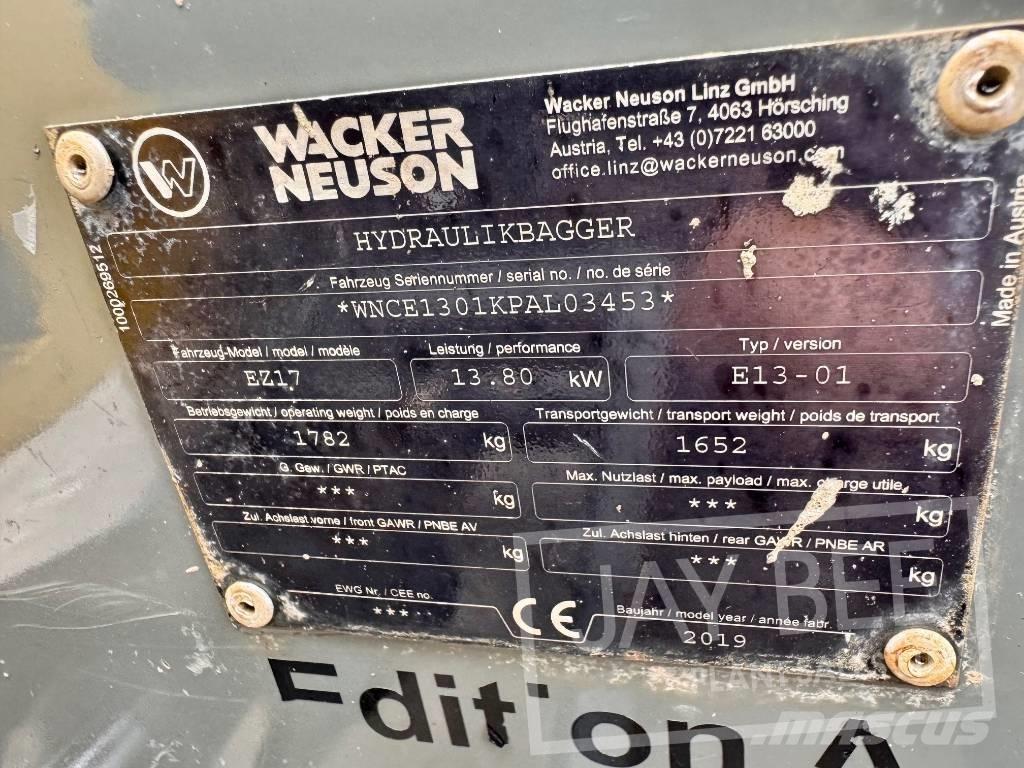 W
WACKER
NEUSON
Wacker Neuson Linz GmbH
Flughafenstraße 7, 4063 Hörsching
Austria, Tel. +43 (0)7221 63000
office.linz@wackerneuson.com
HYDRAULIKBAGGER
Fahrzeug Seriennummer / serial no. / no. de série
*WNCE1301KPAL03453*
1000269512
Made in Austria
Fahrzeug-Model / model / modèle
EZ17
Leistung / performance
13.80 kW
Typ / version
E13-01
Betriebsgewicht / operating weight / poids en charge
1782 kg
Transportgewicht / transport weight / poids de transport
1652 kg
G. Gew. / GWR / PTAC
*** kg
Max. Nutzlast / max. payload / max. charge utile
*** kg
Zul. Achslast vorne / front GAWR / PNBE AV
*** kg
Zul. Achslast hinten / rear GAWR / PNBE AR
*** kg
EWG Nr. / CEE no.
***
CE
Baujahr / model year / année fabr.
2019
JAY BEE
PLANT SA
Edition
mascus